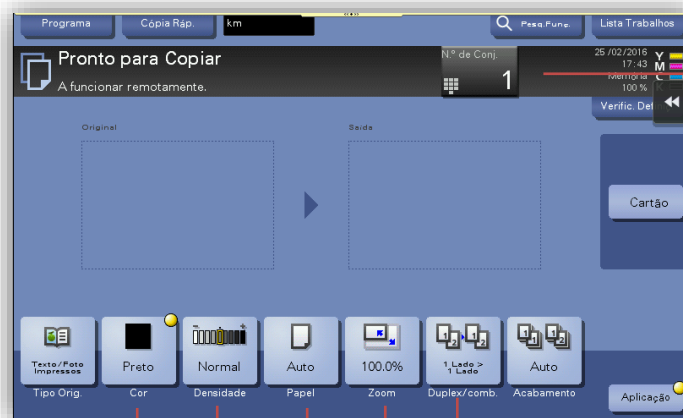 Programa
Cópia Ráp.
km
Pesq.Func.
Lista Trabalhos
Pronto para Copiar
A funcionar remotamente.
N.º de Conj.
1
25/02/2016
17:43
Memória
100 %
Y
M
C
K
Verific. Def
Original
Saída
Cartão
Texto/Foto
Impressos
Preto
Normal
Auto
100.0%
1 Lado >
1 Lado
Auto
Tipo Orig.
Cor
Densidade
Papel
Zoom
Duplex/comb.
Acabamento
Aplicação